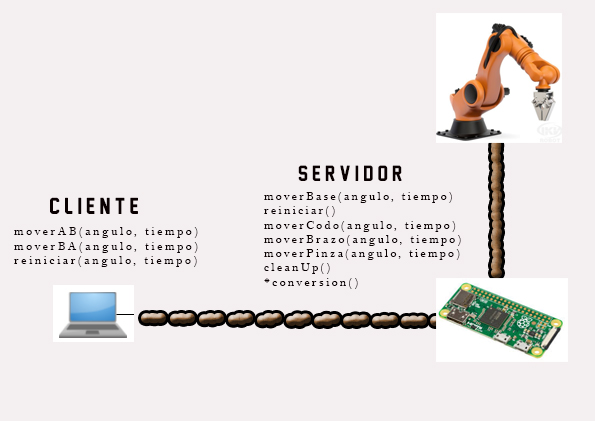 SERVIDOR
moverBase(angulo, tiempo)
reiniciar()
moverCodo(angulo, tiempo)
moverBrazo(angulo, tiempo)
moverPinza(angulo, tiempo)
cleanUp()
*conversion()
CLIENTE
moverAB(angulo, tiempo)
moverBA(angulo, tiempo)
reiniciar(angulo, tiempo)